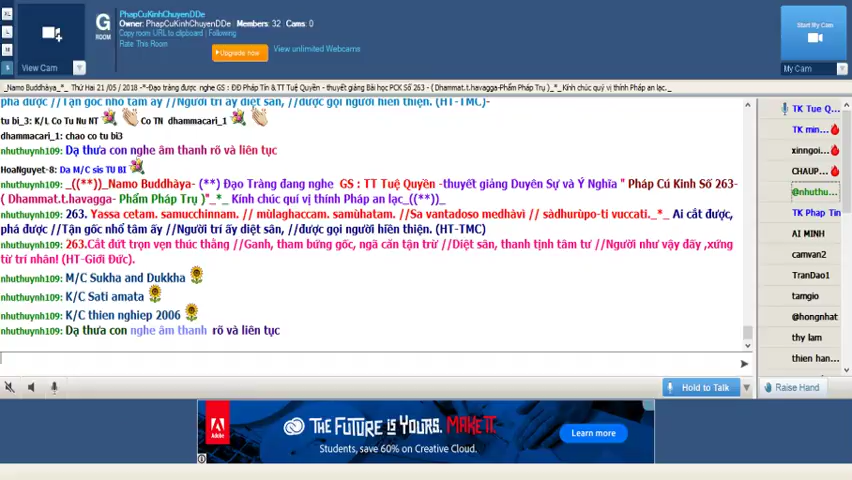 PhapCuKinhChuyenDDe
Owner: PhapCuKinhChuyenDDe Members: 32 Cams: 0
Copy room URL to clipboard | Following
Rate This Room
G
ROOM
Upgrade now
View unlimited Webcams
View Cam
Start My Cam
My Cam
_Namo Buddhàya_*_ Thứ Hai 21 /05 / 2018 -*-Đạo tràng được nghe GS : ĐĐ Pháp Tín & TT Tuệ Quyền - thuyết giảng Bài học PCK Số 263 - ( Dhammat.t.havagga-Phẩm Pháp Trụ )_*_ Kính chúc quý vị thính Pháp an lạc._
phá được //Tận gốc nhổ tâm ấy //Người trí ấy diệt sân, //được gọi người hiền thiện. (HT-TMC)-
tu bi_3: K/L Co Tu Nu NT Co TN dhammacari_1
dhammacari_1: chao co tu bi3
nhuthuynh109: Dạ thưa con nghe âm thanh rõ và liên tục
HoaNguyet-8: Da M/C sis TU BI
nhuthuynh109: _((**))_Namo Buddhàya- (**) Đạo Tràng đang nghe GS : TT Tuệ Quyền -thuyết giảng Duyên Sự và Ý Nghĩa " Pháp Cú Kinh Số 263-
( Dhammat.t.havagga- Phẩm Pháp Trụ )"_*_ Kính chúc quí vị thính Pháp an lạc_((**))_
nhuthuynh109: 263. Yassa cetam. samucchinnam. // mùlaghaccam. samùhatam. //Sa vantadoso medhàvì // sàdhurùpo-ti vuccati._*_ Ai cắt được,
phá được //Tận gốc nhổ tâm ấy //Người trí ấy diệt sân, //được gọi người hiền thiện. (HT-TMC)
nhuthuynh109: 263.Cắt đứt trọn vẹn thúc thằng //Ganh, tham bứng gốc, ngã căn tận trừ //Diệt sân, thanh tịnh tâm tư //Người như vậy đấy ,xứng
từ trí nhân! (HT-Giới Đức).
nhuthuynh109: M/C Sukha and Dukkha
nhuthuynh109: K/C Sati amata
nhuthuynh109: K/C thien nghiep 2006
nhuthuynh109: Dạ thưa con nghe âm thanh rõ và liên tục
TK Tue Q...
TK min...
xinngoi...
CHAUP...
@nhuthu...
TK Phap Tin
AI MINH
camvan2
TranDao1
tamgio
@hongnhat
thy lam
thien han...
Hold to Talk
Raise Hand
Adobe
THE FUTURE IS YOURS. MAKE IT.
Students, save 60% on Creative Cloud.
Learn more